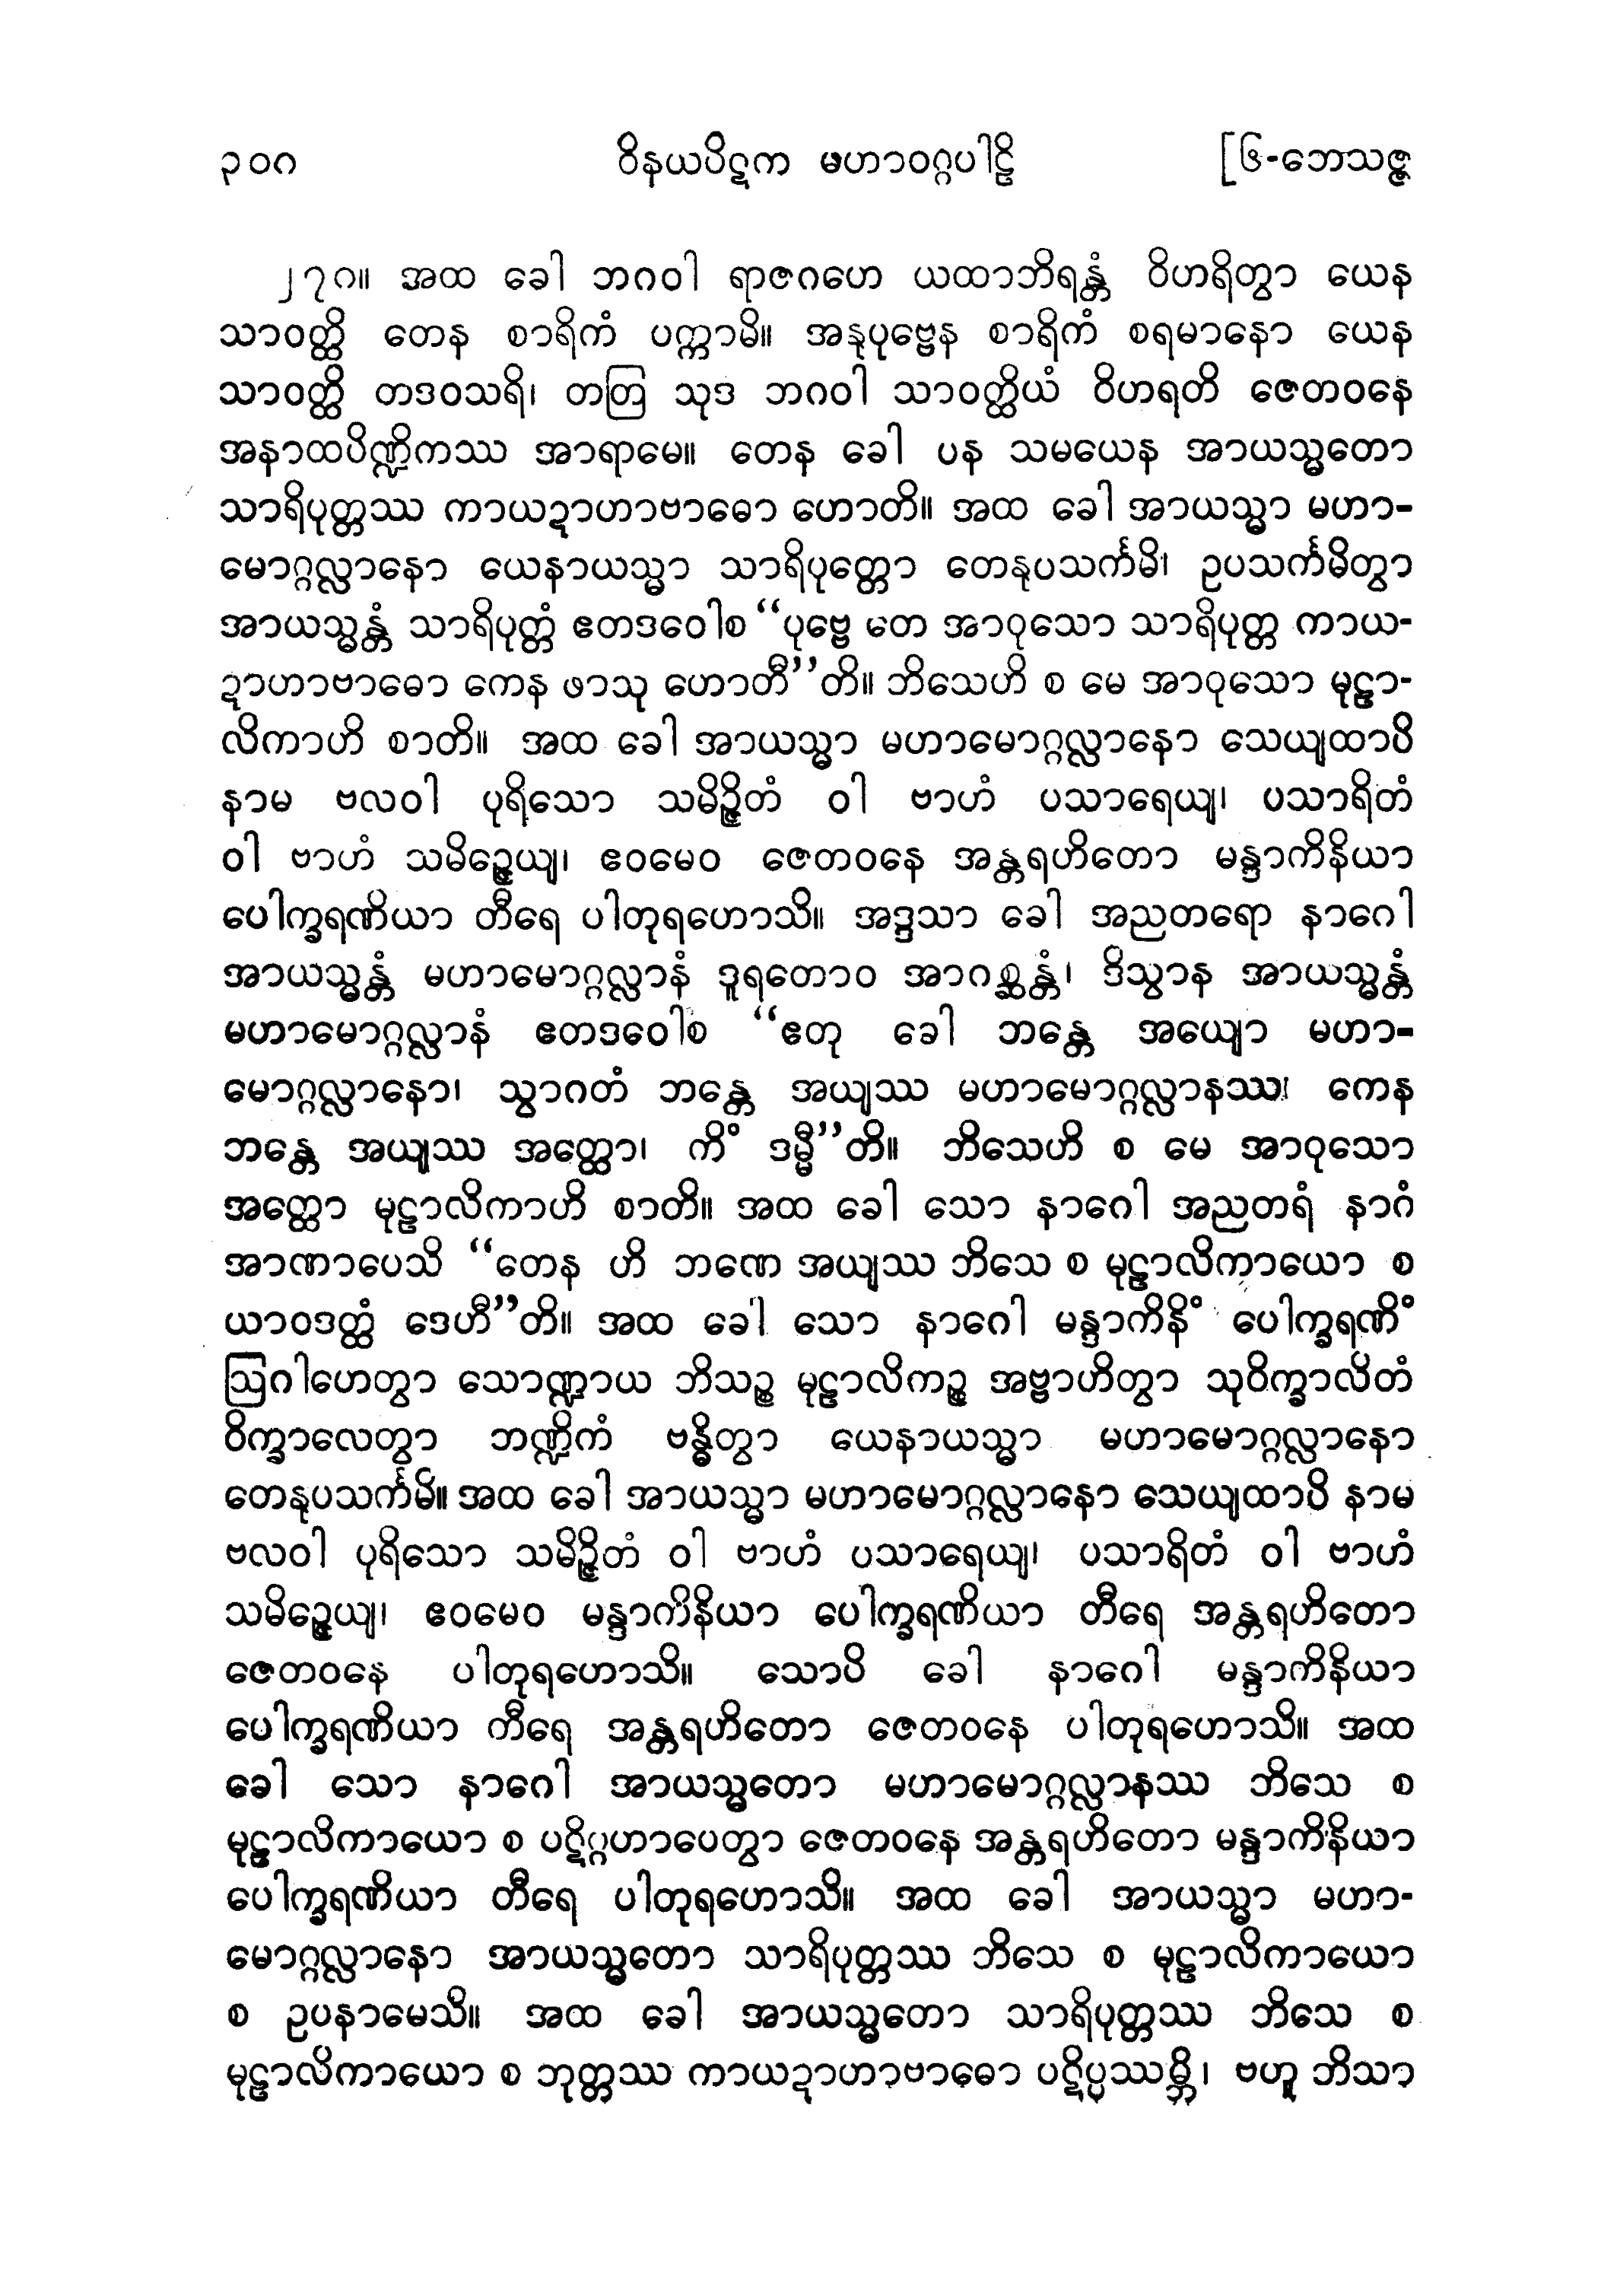 ၃၀၈ ဝိနယပိဋက မဟာဝဂ္ဂပါဠိ [၆-ဘေသဇ္ဇ
၂၇၈။ အထ ခေါ ဘဂဝါ ရာဇဂဟေ ယထာဘိရန္တံ ဝိဟရိတွာ ယေန
သာဝတ္ထိ တေန စာရိကံ ပက္ကာမိ။ အနုပုဗ္ဗေန စာရိကံ စရမာနော ယေန
သာဝတ္ထိ တဒဝသရိ၊ တတြ သုဒ ဘဂဝါ သာဝတ္ထိယံ ဝိဟရတိ ဇေတဝနေ
အနာထပိဏ္ဍိကဿ အာရာမေ။ တေန ခေါ ပန သမယေန အာယသ္မတော
သာရိပုတ္တဿ ကာယဍာဟာဗာဓော ဟောတိ။ အထ ခေါ အာယသ္မာ မဟာ-
မောဂ္ဂလ္လာနော ယေနာယသ္မာ သာရိပုတ္တော တေနုပသင်္ကမိ၊ ဥပသင်္ကမိတွာ
အာယသ္မန္တံ သာရိပုတ္တံ ဧတဒဝေါစ “ပုဗ္ဗေ တေ အာဝုသော သာရိပုတ္တ ကာယ-
ဍာဟာဗာဓော ကေန ဖာသု ဟောတီ”တိ။ ဘိသေဟိ စ မေ အာဝုသော မုဠာ-
လိကာဟိ စာတိ။ အထ ခေါ အာယသ္မာ မဟာမောဂ္ဂလ္လာနော သေယျထာပိ
နာမ ဗလဝါ ပုရိသော သမိဉ္ဇိတံ ဝါ ဗာဟံ ပသာရေယျ၊ ပသာရိတံ
ဝါ ဗာဟံ သမိဉ္ဇေယျ၊ ဧဝမေဝ ဇေတဝနေ အန္တရဟိတော မန္ဒာကိနိယာ
ပေါက္ခရဏိယာ တီရေ ပါတုရဟောသိ။ အဒ္ဒသာ ခေါ အညတရော နာဂေါ
အာယသ္မန္တံ မဟာမောဂ္ဂလ္လာနံ ဒူရတောဝ အာဂစ္ဆန္တံ၊ ဒိသွာန အာယသ္မန္တံ
မဟာမောဂ္ဂလ္လာနံ ဧတဒဝေါစ “ဧတု ခေါ ဘန္တေ အယျော မဟာ-
မောဂ္ဂလ္လာနော၊ သွာဂတံ ဘန္တေ အယျဿ မဟာမောဂ္ဂလ္လာနဿ၊ ကေန
ဘန္တေ အယျဿ အတ္ထော၊ ကိံ ဒမ္မီ”တိ။ ဘိသေဟိ စ မေ အာဝုသော
အတ္ထော မုဠာလိကာဟိ စာတိ။ အထ ခေါ သော နာဂေါ အညတရံ နာဂံ
အာဏာပေသိ “တေန ဟိ ဘဏေ အယျဿ ဘိသေ စ မုဠာလိကာယော စ
ယာဝဒတ္ထံ ဒေဟီ”တိ။ အထ ခေါ သော နာဂေါ မန္ဒာကိနိံ ပေါက္ခရဏိံ
ဩဂါဟေတွာ သောဏ္ဍာယ ဘိသဉ္စ မုဠာလိကဉ္စ အဗ္ဗာဟိတွာ သုဝိက္ခာလိတံ
ဝိက္ခာလေတွာ ဘဏ္ဍိကံ ဗန္ဓိတွာ ယေနာယသ္မာ မဟာမောဂ္ဂလ္လာနော
တေနုပသင်္ကမိ။ အထ ခေါ အာယသ္မာ မဟာမောဂ္ဂလ္လာနော သေယျထာပိ နာမ
ဗလဝါ ပုရိသော သမိဉ္ဇိတံ ဝါ ဗာဟံ ပသာရေယျ၊ ပသာရိတံ ဝါ ဗာဟံ
သမိဉ္ဇေယျ၊ ဧဝမေဝ မန္ဒာကိနိယာ ပေါက္ခရဏိယာ တီရေ အန္တရဟိတော
ဇေတဝနေ ပါတုရဟောသိ။ သောပိ ခေါ နာဂေါ မန္ဒာကိနိယာ
ပေါက္ခရဏိယာ တီရေ အန္တရဟိတော ဇေတဝနေ ပါတုရဟောသိ။ အထ
ခေါ သော နာဂေါ အာယသ္မတော မဟာမောဂ္ဂလ္လာနဿ ဘိသေ စ
မုဠာလိကာယော စ ပဋိဂ္ဂဟာပေတွာ ဇေတဝနေ အန္တရဟိတော မန္ဒာကိနိယာ
ပေါက္ခရဏိယာ တီရေ ပါတုရဟောသိ။ အထ ခေါ အာယသ္မာ မဟာ-
မောဂ္ဂလ္လာနော အာယသ္မတော သာရိပုတ္တဿ ဘိသေ စ မုဠာလိကာယော
စ ဥပနာမေသိ။ အထ ခေါ အာယသ္မတော သာရိပုတ္တဿ ဘိသေ စ
မုဠာလိကာယော စ ဘုတ္တဿ ကာယဍာဟာဗာဓော ပဋိပ္ပဿမ္ဘိ၊ ဗဟူ ဘိသာ